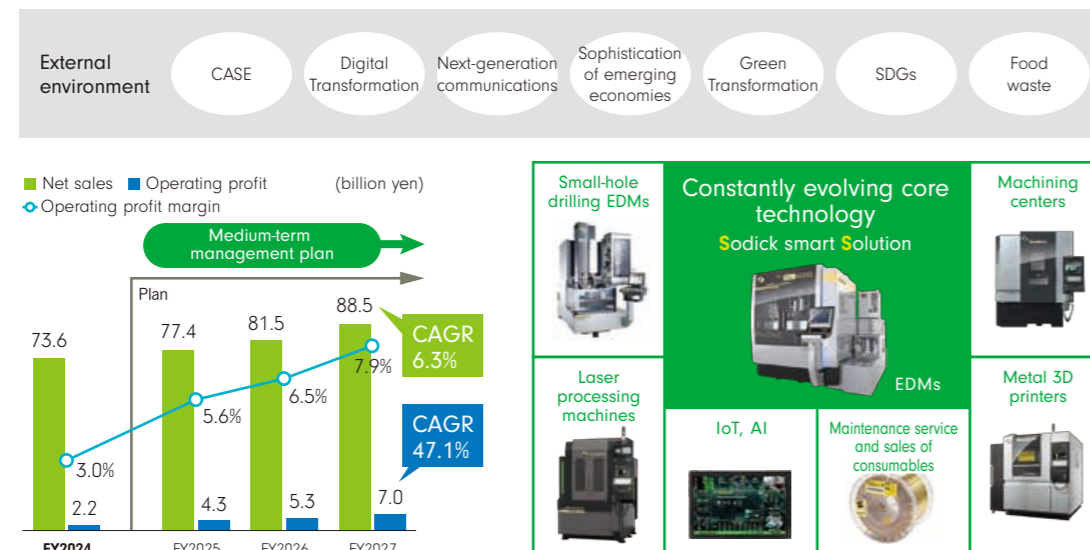 External
environment
CASE
Digital
Transformation
Next-generation
communications
Sophistication
of emerging
economies
Green
Transformation
SDGs
Food
waste
Net sales
Operating profit
(billion yen)
Operating profit margin
Medium-term
management plan
Plan
73.6
77.4
81.5
88.5
CAGR
6.3%
3.0%
5.6%
6.5%
7.9%
CAGR
47.1%
2.2
4.3
5.3
7.0
FY2024
FY2025
FY2026
FY2027
Small-hole
drilling EDMs
Constantly evolving core
technology
Sodick smart Solution
EDMs
Machining
centers
Laser
processing
machines
IoT, AI
Maintenance service
and sales of
consumables
Metal 3D
printers